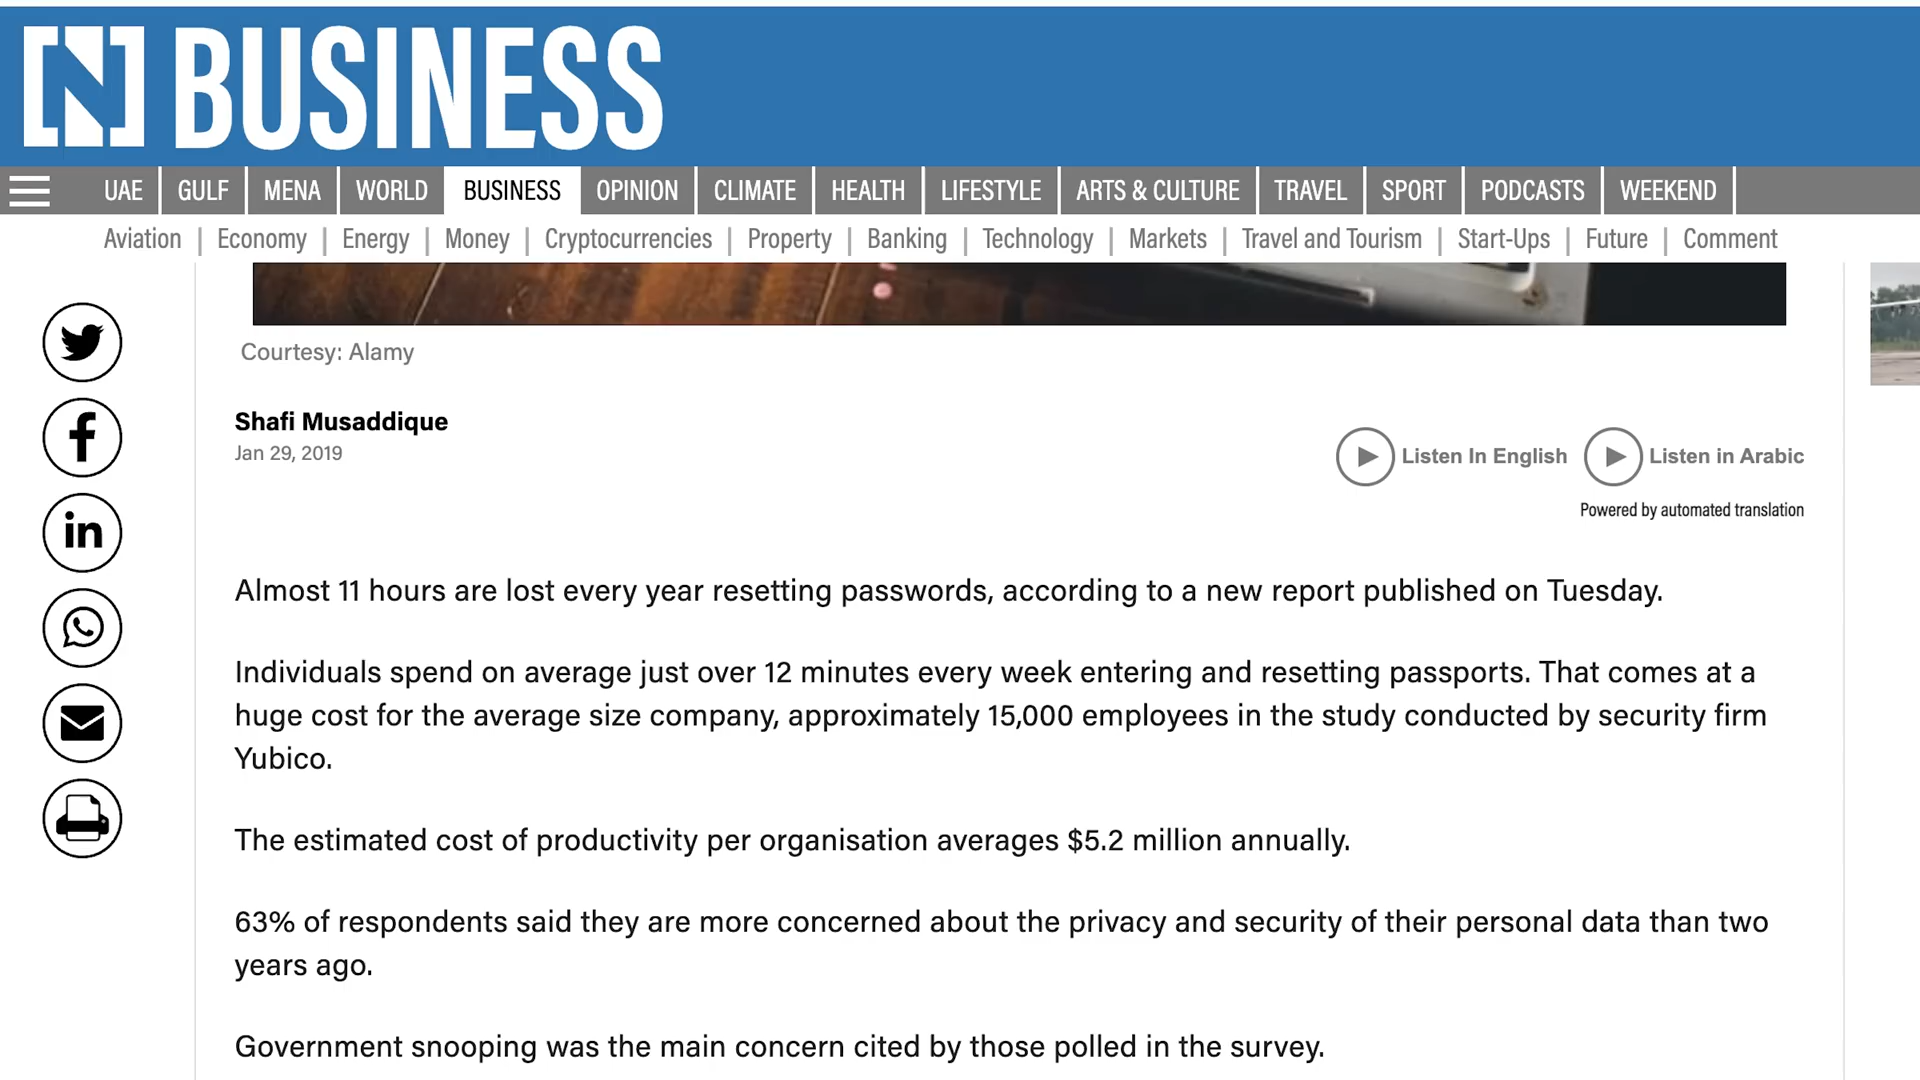 [N] BUSINESS
UAE GULF MENA WORLD BUSINESS OPINION CLIMATE HEALTH LIFESTYLE ARTS & CULTURE TRAVEL SPORT PODCASTS WEEKEND
Aviation | Economy | Energy | Money | Cryptocurrencies | Property | Banking | Technology | Markets | Travel and Tourism | Start-Ups | Future | Comment
Courtesy: Alamy
Shafi Musaddique
Jan 29, 2019
Listen In English Listen in Arabic
Powered by automated translation
Almost 11 hours are lost every year resetting passwords, according to a new report published on Tuesday.
Individuals spend on average just over 12 minutes every week entering and resetting passports. That comes at a
huge cost for the average size company, approximately 15,000 employees in the study conducted by security firm
Yubico.
The estimated cost of productivity per organisation averages $5.2 million annually.
63% of respondents said they are more concerned about the privacy and security of their personal data than two
years ago.
Government snooping was the main concern cited by those polled in the survey.